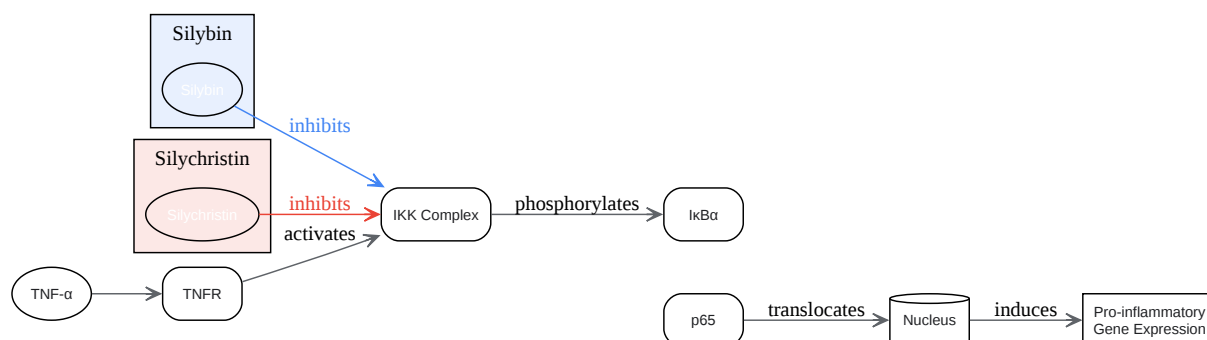 Silybin
Silybin
inhibits
Silychristin
Silychristin
inhibits
IKK Complex
phosphorylates
IκBα
activates
TNF-α
TNFR
p65
translocates
Nucleus
induces
Pro-inflammatory
Gene Expression